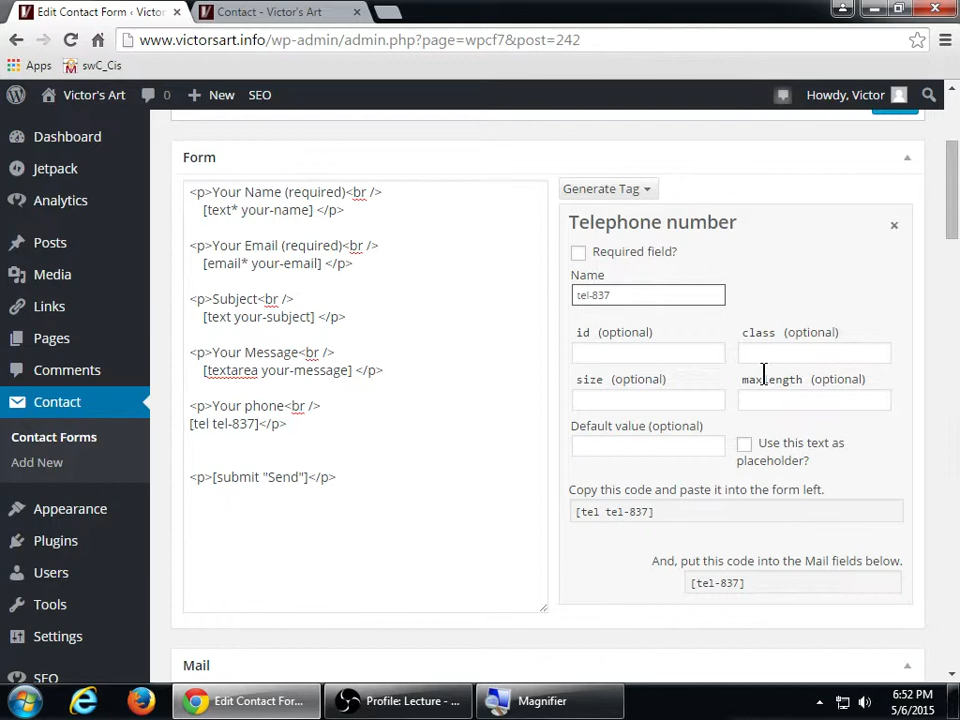 Edit Contact Form ‹ Victor
Contact - Victor's Art
www.victorsart.info/wp-admin/admin.php?page=wpcf7&post=242
Apps
swC_Cis
Victor's Art
0
New
SEO
Howdy, Victor
Dashboard
Jetpack
Analytics
Posts
Media
Links
Pages
Comments
Contact
Contact Forms
Add New
Appearance
Plugins
Users
Tools
Settings
SEO
Form
<p>Your Name (required)<br />
[text* your-name] </p>
<p>Your Email (required)<br />
[email* your-email] </p>
<p>Subject<br />
[text your-subject] </p>
<p>Your Message<br />
[textarea your-message] </p>
<p>Your phone<br />
[tel tel-837]</p>
<p>[submit "Send"]</p>
Generate Tag
Telephone number
Required field?
Name
tel-837
id (optional)
class (optional)
size (optional)
maxlength (optional)
Default value (optional)
Use this text as
placeholder?
Copy this code and paste it into the form left.
[tel tel-837]
And, put this code into the Mail fields below.
[tel-837]
Mail
Edit Contact For...
Profile: Lecture - ...
Magnifier
6:52 PM
5/6/2015